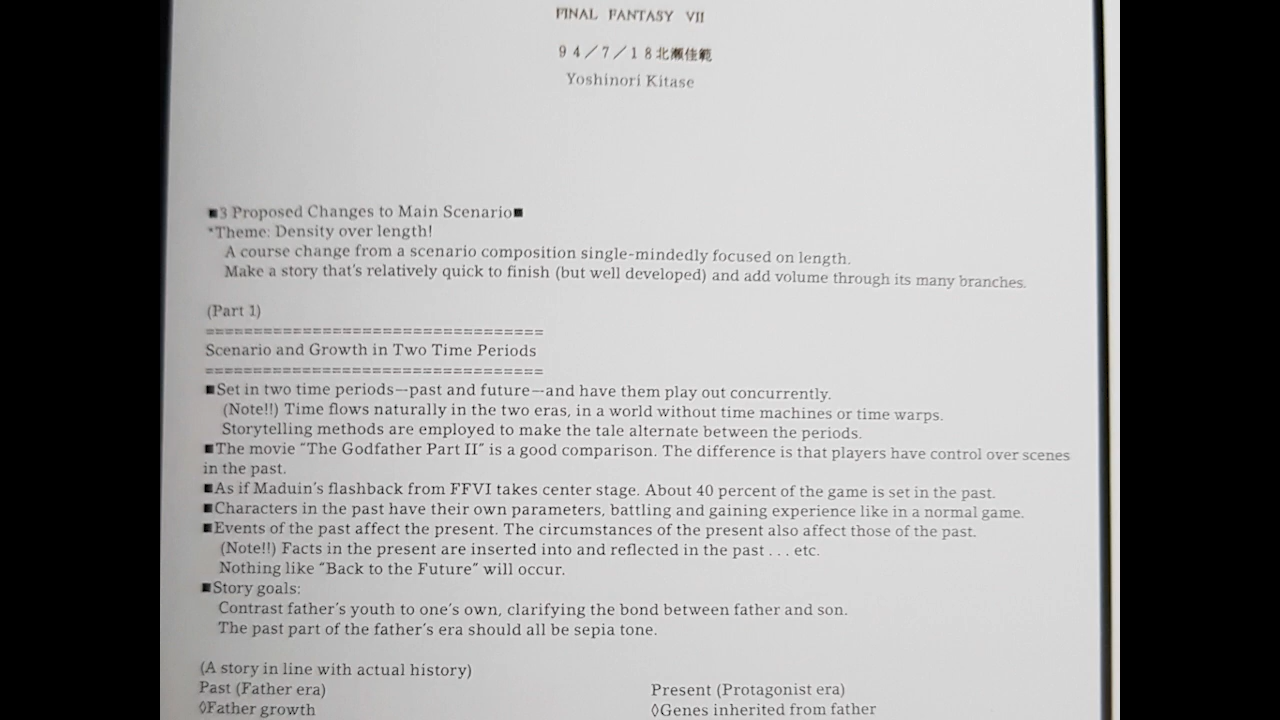 FINAL FANTASY VII
94/7/18北瀬佳範
Yoshinori Kitase
■3 Proposed Changes to Main Scenario■
*Theme: Density over length!
A course change from a scenario composition single-mindedly focused on length.
Make a story that's relatively quick to finish (but well developed) and add volume through its many branches.
(Part 1)
===================================
Scenario and Growth in Two Time Periods
===================================
■Set in two time periods—past and future—and have them play out concurrently.
(Note!!) Time flows naturally in the two eras, in a world without time machines or time warps.
Storytelling methods are employed to make the tale alternate between the periods.
■The movie "The Godfather Part II" is a good comparison. The difference is that players have control over scenes
in the past.
■As if Maduin's flashback from FFVI takes center stage. About 40 percent of the game is set in the past.
■Characters in the past have their own parameters, battling and gaining experience like in a normal game.
■Events of the past affect the present. The circumstances of the present also affect those of the past.
(Note!!) Facts in the present are inserted into and reflected in the past . . . etc.
Nothing like "Back to the Future" will occur.
■Story goals:
Contrast father's youth to one's own, clarifying the bond between father and son.
The past part of the father's era should all be sepia tone.
(A story in line with actual history)
Past (Father era) Present (Protagonist era)
◊Father growth ◊Genes inherited from father